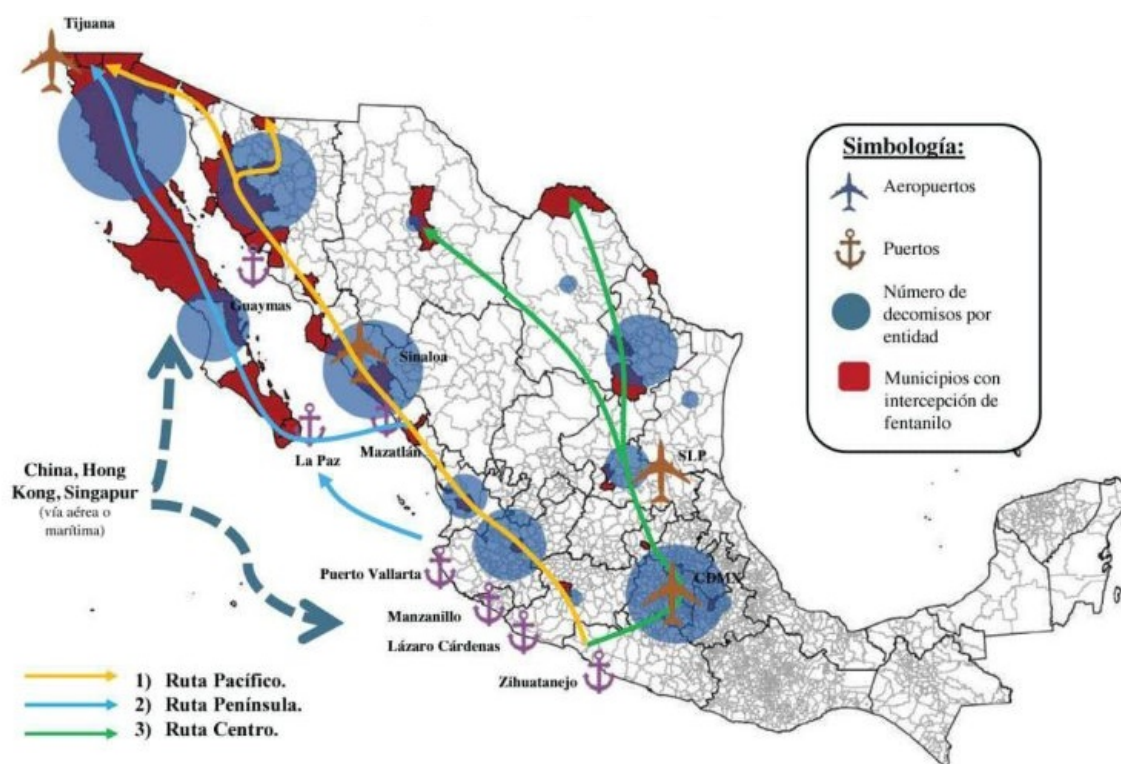 Tijuana
Simbología:
Aeropuertos
Puertos
Número de
decomisos por
entidad
Municipios con
intercepción de
fentanilo
Guaymas
Sinaloa
La Paz
Mazatlán
SLP
China, Hong
Kong, Singapur
(vía aérea o
marítima)
Puerto Vallarta
CDMX
Manzanillo
Lázaro Cárdenas
Zihuatanejo
1) Ruta Pacífico.
2) Ruta Península.
3) Ruta Centro.